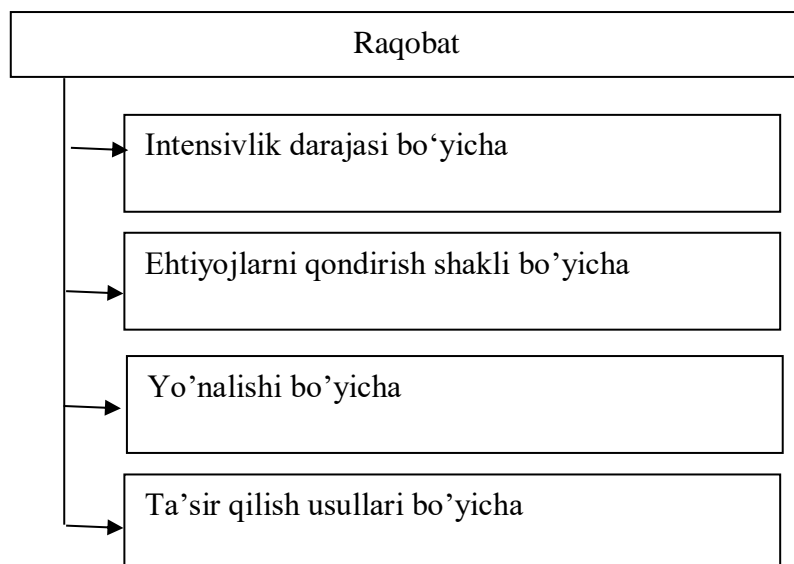 Raqobat
Intensivlik darajasi bo‘yicha
Ehtiyojlarni qondirish shakli bo’yicha
Yo’nalishi bo’yicha
Ta’sir qilish usullari bo’yicha